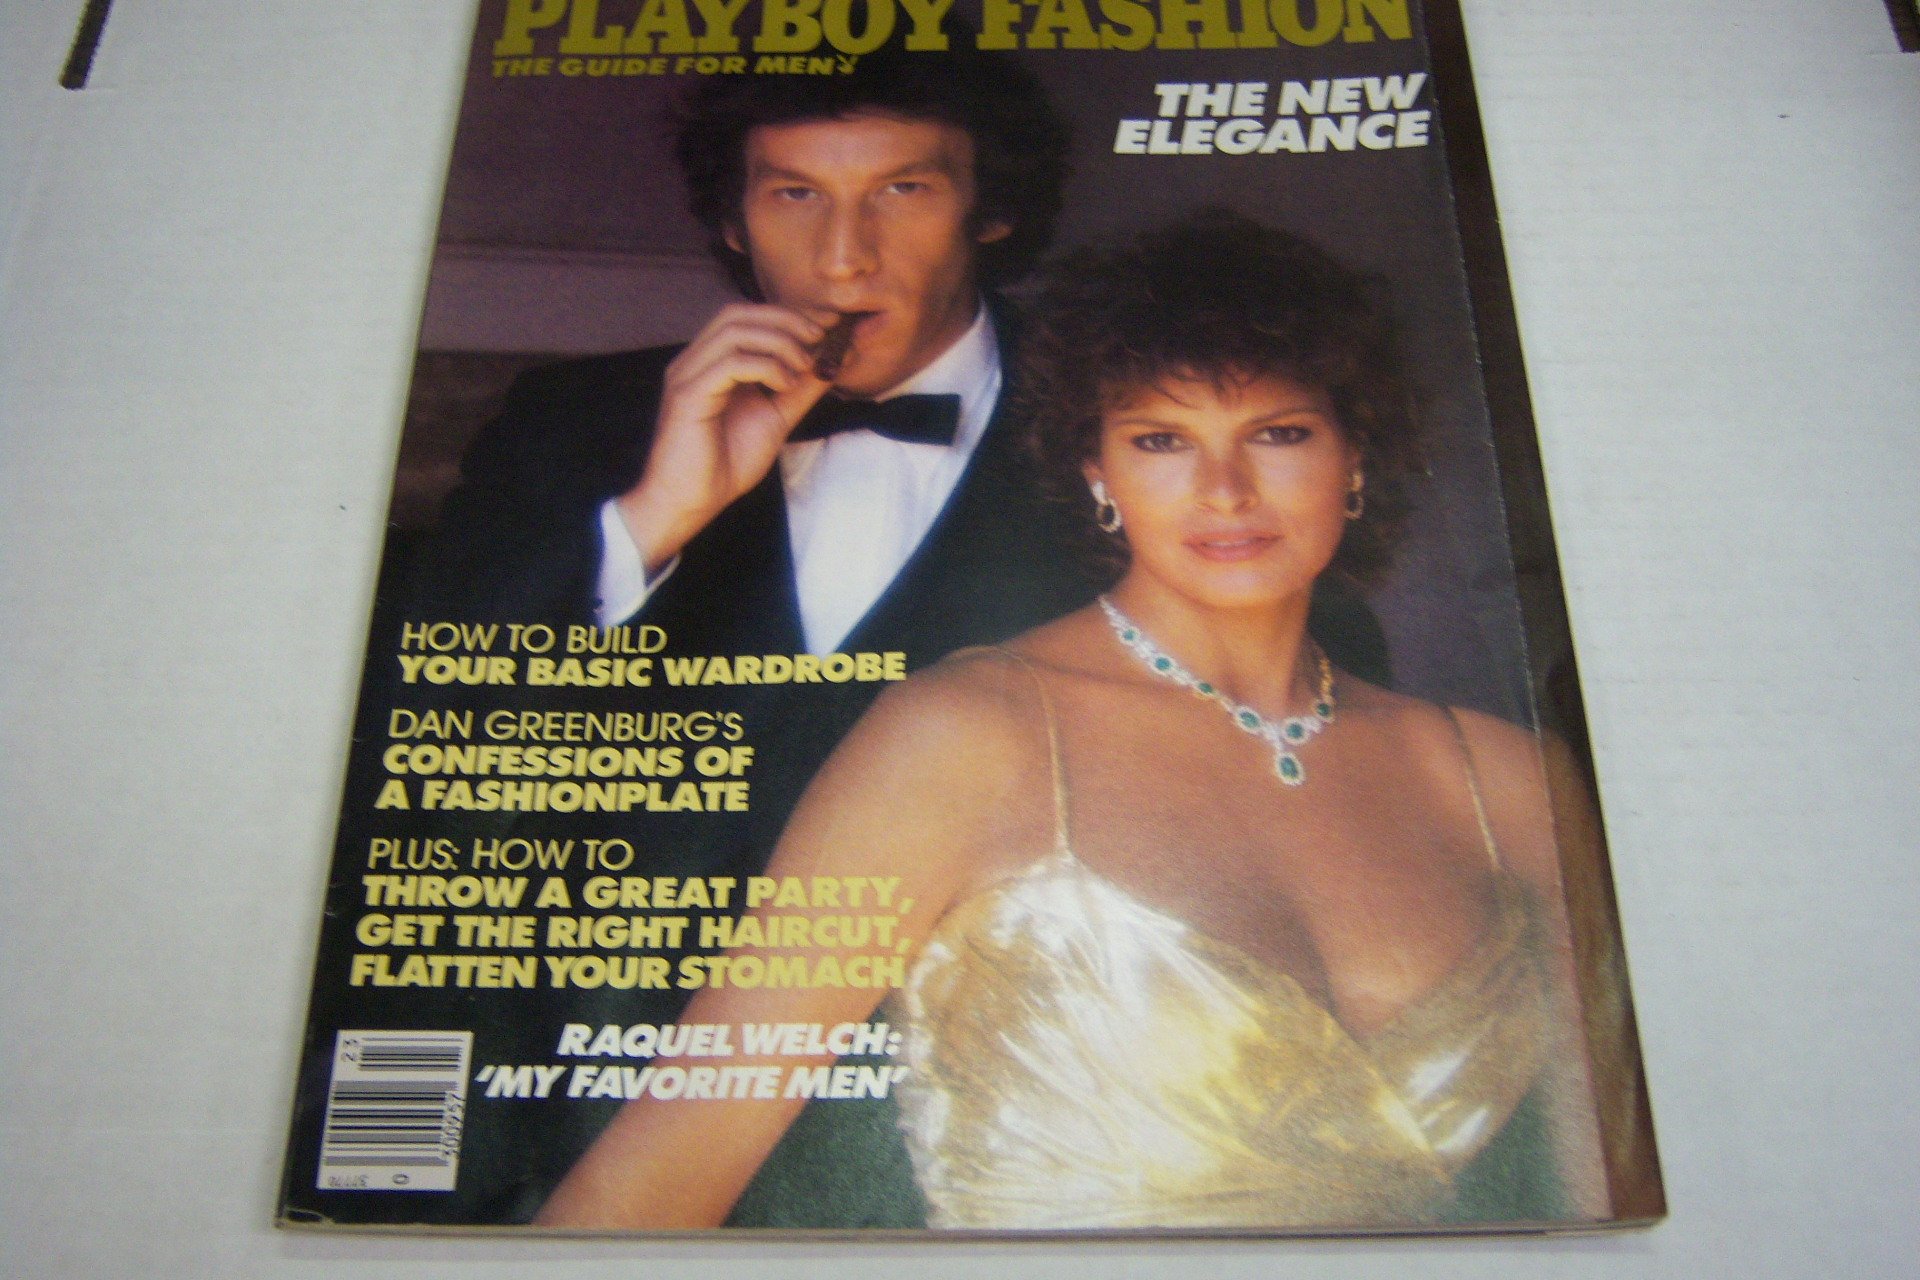 PLAYBOY FASHION
THE GUIDE FOR MEN
THE NEW
ELEGANCE
HOW TO BUILD
YOUR BASIC WARDROBE
DAN GREENBURG'S
CONFESSIONS OF
A FASHIONPLATE
PLUS: HOW TO
THROW A GREAT PARTY,
GET THE RIGHT HAIRCUT,
FLATTEN YOUR STOMACH
RAQUEL WELCH:
'MY FAVORITE MEN'
23
0